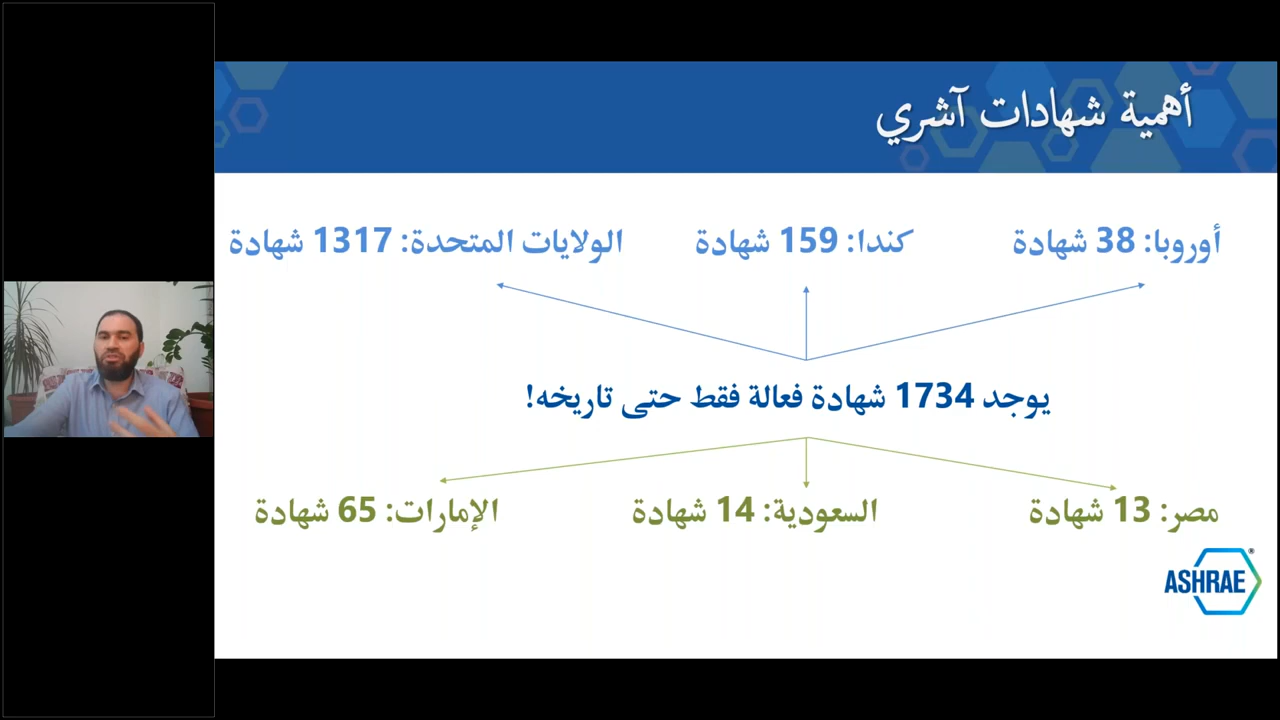 أهمية شهادات آشري
أوروبا: 38 شهادة
كندا: 159 شهادة
الولايات المتحدة: 1317 شهادة
يوجد 1734 شهادة فعالة فقط حتى تاريخه!
مصر: 13 شهادة
السعودية: 14 شهادة
الإمارات: 65 شهادة
ASHRAE®